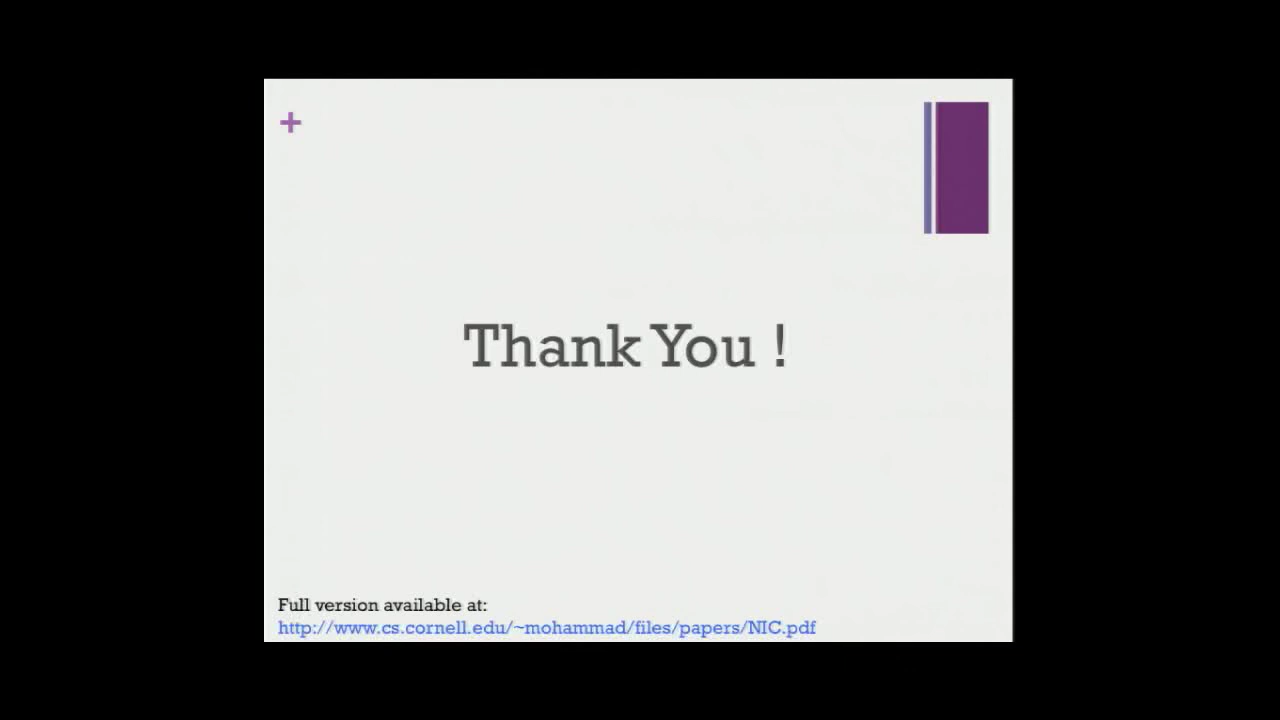 +
Thank You !
Full version available at:
http://www.cs.cornell.edu/~mohammad/files/papers/NIC.pdf